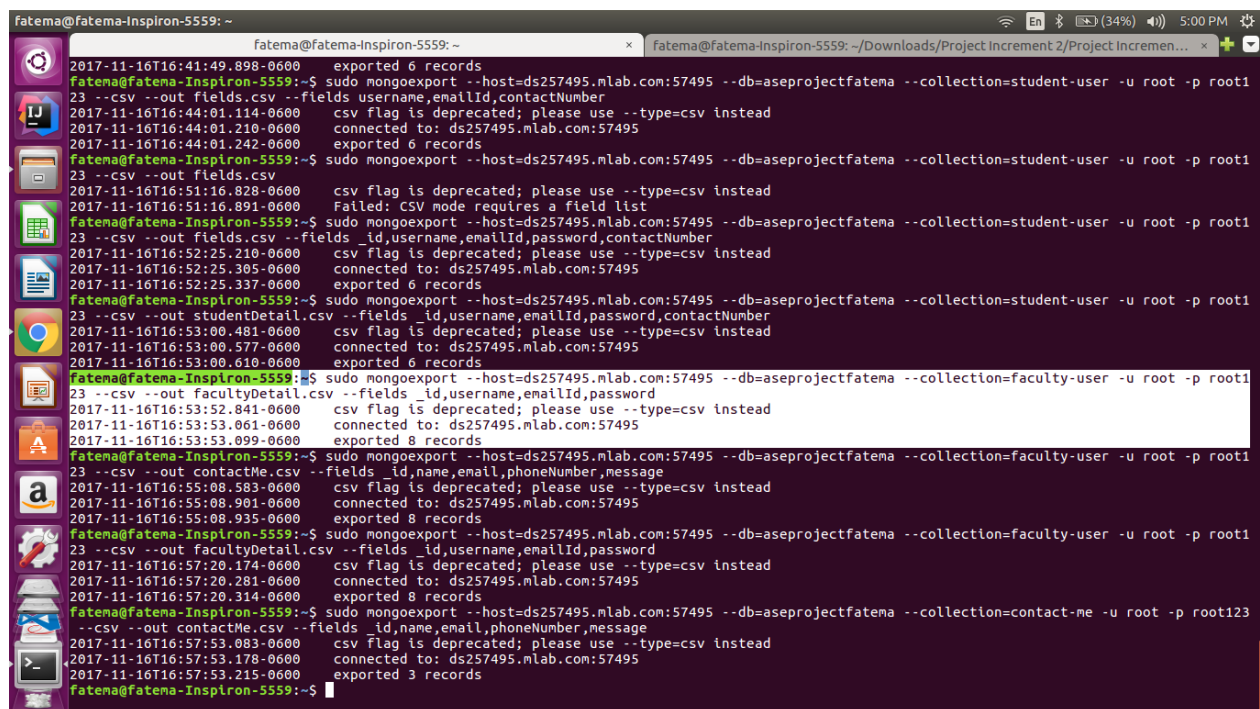 fatema@fatema-Inspiron-5559: ~
En (34%) 5:00 PM
fatema@fatema-Inspiron-5559: ~ × fatema@fatema-Inspiron-5559: ~/Downloads/Project Increment 2/Project Incremen... ×
2017-11-16T16:41:49.898-0600 exported 6 records
fatema@fatema-Inspiron-5559:~$ sudo mongoexport --host=ds257495.mlab.com:57495 --db=aseprojectfatema --collection=student-user -u root -p root1
23 --csv --out fields.csv --fields username,emailId,contactNumber
2017-11-16T16:44:01.114-0600 csv flag is deprecated; please use --type=csv instead
2017-11-16T16:44:01.210-0600 connected to: ds257495.mlab.com:57495
2017-11-16T16:44:01.242-0600 exported 6 records
fatema@fatema-Inspiron-5559:~$ sudo mongoexport --host=ds257495.mlab.com:57495 --db=aseprojectfatema --collection=student-user -u root -p root1
23 --csv --out fields.csv
2017-11-16T16:51:16.828-0600 csv flag is deprecated; please use --type=csv instead
2017-11-16T16:51:16.891-0600 Failed: CSV mode requires a field list
fatema@fatema-Inspiron-5559:~$ sudo mongoexport --host=ds257495.mlab.com:57495 --db=aseprojectfatema --collection=student-user -u root -p root1
23 --csv --out fields.csv --fields _id,username,emailId,password,contactNumber
2017-11-16T16:52:25.210-0600 csv flag is deprecated; please use --type=csv instead
2017-11-16T16:52:25.305-0600 connected to: ds257495.mlab.com:57495
2017-11-16T16:52:25.337-0600 exported 6 records
fatema@fatema-Inspiron-5559:~$ sudo mongoexport --host=ds257495.mlab.com:57495 --db=aseprojectfatema --collection=student-user -u root -p root1
23 --csv --out studentDetail.csv --fields _id,username,emailId,password,contactNumber
2017-11-16T16:53:00.481-0600 csv flag is deprecated; please use --type=csv instead
2017-11-16T16:53:00.577-0600 connected to: ds257495.mlab.com:57495
2017-11-16T16:53:00.610-0600 exported 6 records
fatema@fatema-Inspiron-5559:~$ sudo mongoexport --host=ds257495.mlab.com:57495 --db=aseprojectfatema --collection=faculty-user -u root -p root1
23 --csv --out facultyDetail.csv --fields _id,username,emailId,password
2017-11-16T16:53:52.841-0600 csv flag is deprecated; please use --type=csv instead
2017-11-16T16:53:53.061-0600 connected to: ds257495.mlab.com:57495
2017-11-16T16:53:53.099-0600 exported 8 records
fatema@fatema-Inspiron-5559:~$ sudo mongoexport --host=ds257495.mlab.com:57495 --db=aseprojectfatema --collection=faculty-user -u root -p root1
23 --csv --out contactMe.csv --fields _id,name,email,phoneNumber,message
2017-11-16T16:55:08.583-0600 csv flag is deprecated; please use --type=csv instead
2017-11-16T16:55:08.901-0600 connected to: ds257495.mlab.com:57495
2017-11-16T16:55:08.935-0600 exported 8 records
fatema@fatema-Inspiron-5559:~$ sudo mongoexport --host=ds257495.mlab.com:57495 --db=aseprojectfatema --collection=faculty-user -u root -p root1
23 --csv --out facultyDetail.csv --fields _id,username,emailId,password
2017-11-16T16:57:20.174-0600 csv flag is deprecated; please use --type=csv instead
2017-11-16T16:57:20.281-0600 connected to: ds257495.mlab.com:57495
2017-11-16T16:57:20.314-0600 exported 8 records
fatema@fatema-Inspiron-5559:~$ sudo mongoexport --host=ds257495.mlab.com:57495 --db=aseprojectfatema --collection=contact-me -u root -p root123
--csv --out contactMe.csv --fields _id,name,email,phoneNumber,message
2017-11-16T16:57:53.083-0600 csv flag is deprecated; please use --type=csv instead
2017-11-16T16:57:53.178-0600 connected to: ds257495.mlab.com:57495
2017-11-16T16:57:53.215-0600 exported 3 records
fatema@fatema-Inspiron-5559:~$